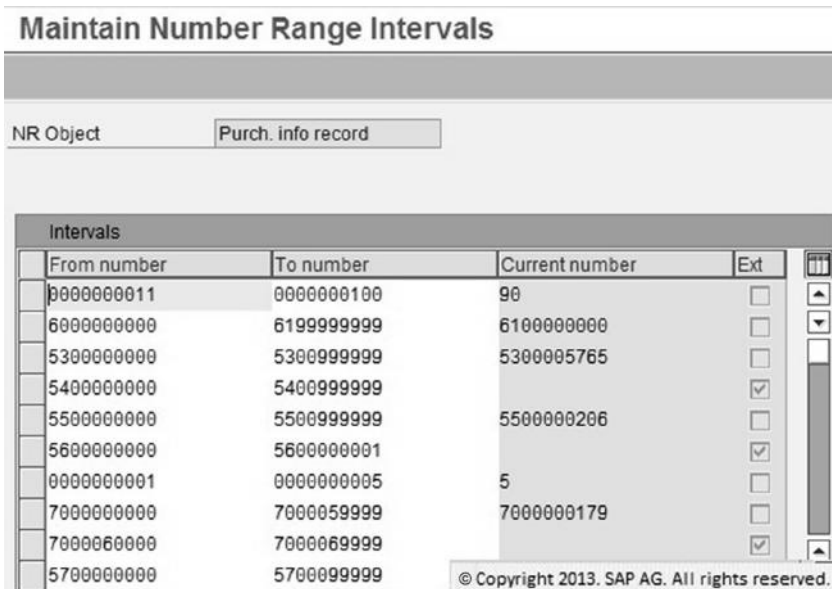 Maintain Number Range Intervals
NR Object Purch. info record
Intervals
From number To number Current number Ext
0000000011 0000000100 90
6000000000 6199999999 6100000000
5300000000 5300999999 5300005765
5400000000 5400999999
5500000000 5500999999 5500000206
5600000000 5600000001
0000000001 0000000005 5
7000000000 7000059999 7000000179
7000060000 7000069999
5700000000 5700099999
© Copyright 2013. SAP AG. All rights reserved.